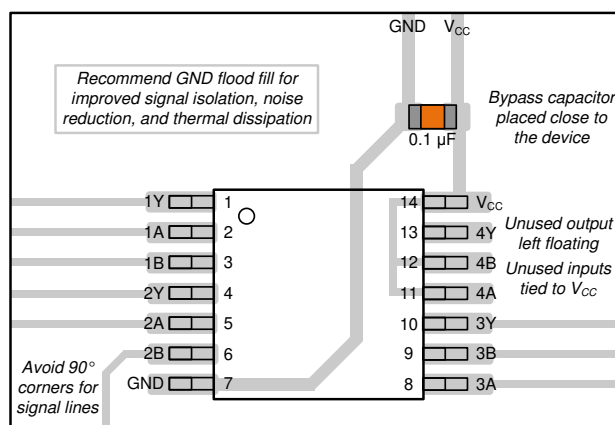 GND VCC
Recommend GND flood fill for
improved signal isolation, noise
reduction, and thermal dissipation
Bypass capacitor
placed close to
the device
0.1 µF
1Y 1 14 VCC
1A 2 13 4Y
1B 3 12 4B
2Y 4 11 4A
2A 5 10 3Y
2B 6 9 3B
GND 7 8 3A
Unused output
left floating
Unused inputs
tied to VCC
Avoid 90°
corners for
signal lines